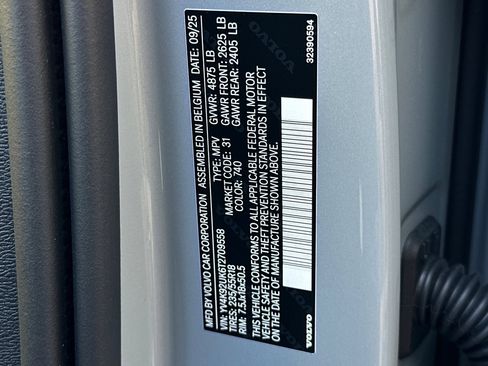 MFD BY VOLVO CAR CORPORATION ASSEMBLED IN BELGIUM DATE: 09/25
VIN: YV4K92UK6T2709558 TYPE: MPV GVWR: 4875 LB
TIRES: 235/55R18 MARKET CODE: 31 GAWR FRONT: 2625 LB
RIM: 7.5Jx18x50.5 COLOR: 740 GAWR REAR: 2405 LB
THIS VEHICLE CONFORMS TO ALL APPLICABLE FEDERAL MOTOR
VEHICLE SAFETY AND THEFT PREVENTION STANDARDS IN EFFECT
ON THE DATE OF MANUFACTURE SHOWN ABOVE.
VOLVO 32390594